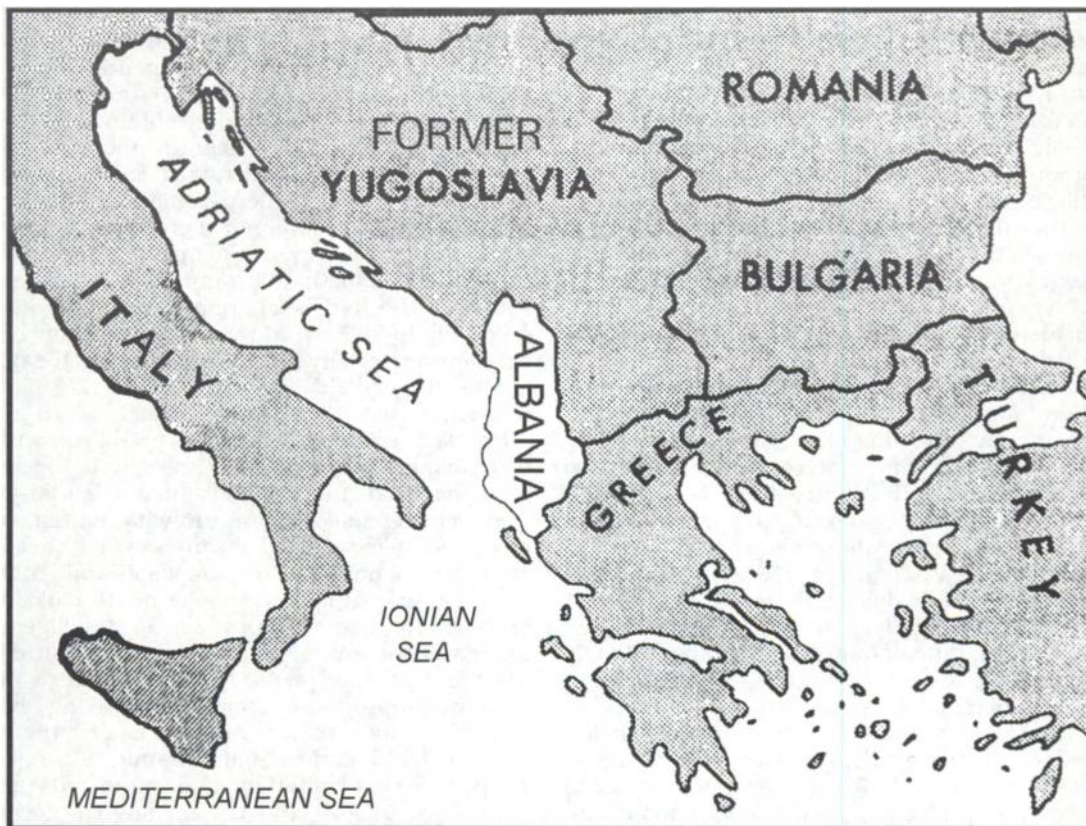 ROMANIA
FORMER
YUGOSLAVIA
ADRIATIC SEA
BULGARIA
ITALY
ALBANIA
TURKEY
GREECE
IONIAN
SEA
MEDITERRANEAN SEA